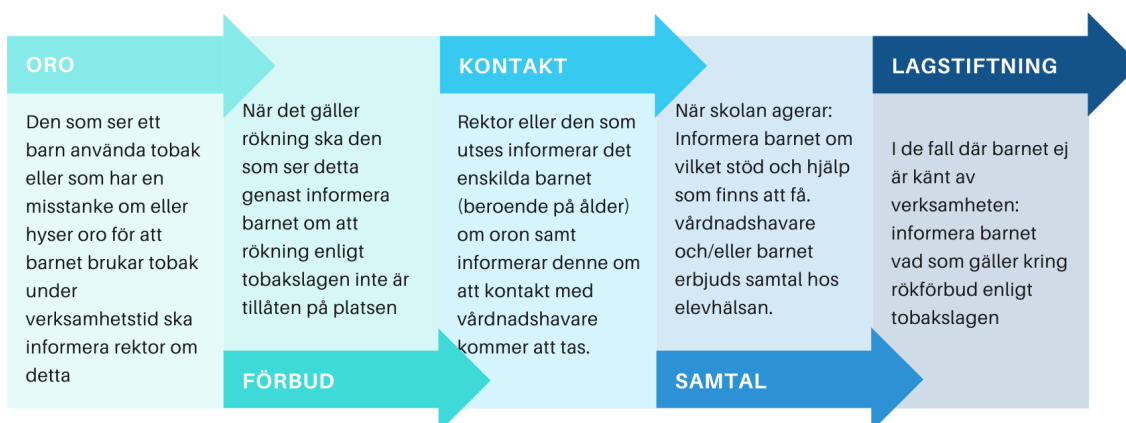 ORO
Den som ser ett
barn använda tobak
eller som har en
misstanke om eller
hyser oro för att
barnet brukar tobak
under
verksamhetstid ska
informera rektor om
detta
När det gäller
rökning ska den
som ser detta
genast informera
barnet om att
rökning enligt
tobakslagen inte är
tillåten på platsen
FÖRBUD
KONTAKT
Rektor eller den som
utses informerar det
enskilda barnet
(beroende på ålder)
om oron samt
informerar denne om
att kontakt med
vårdnadshavare
kommer att tas.
När skolan agerar:
Informera barnet om
vilket stöd och hjälp
som finns att få.
vårdnadshavare
och/eller barnet
erbjuds samtal hos
elevhälsan.
SAMTAL
LAGSTIFTNING
I de fall där barnet ej
är känt av
verksamheten:
informera barnet
vad som gäller kring
rökförbud enligt
tobakslagen